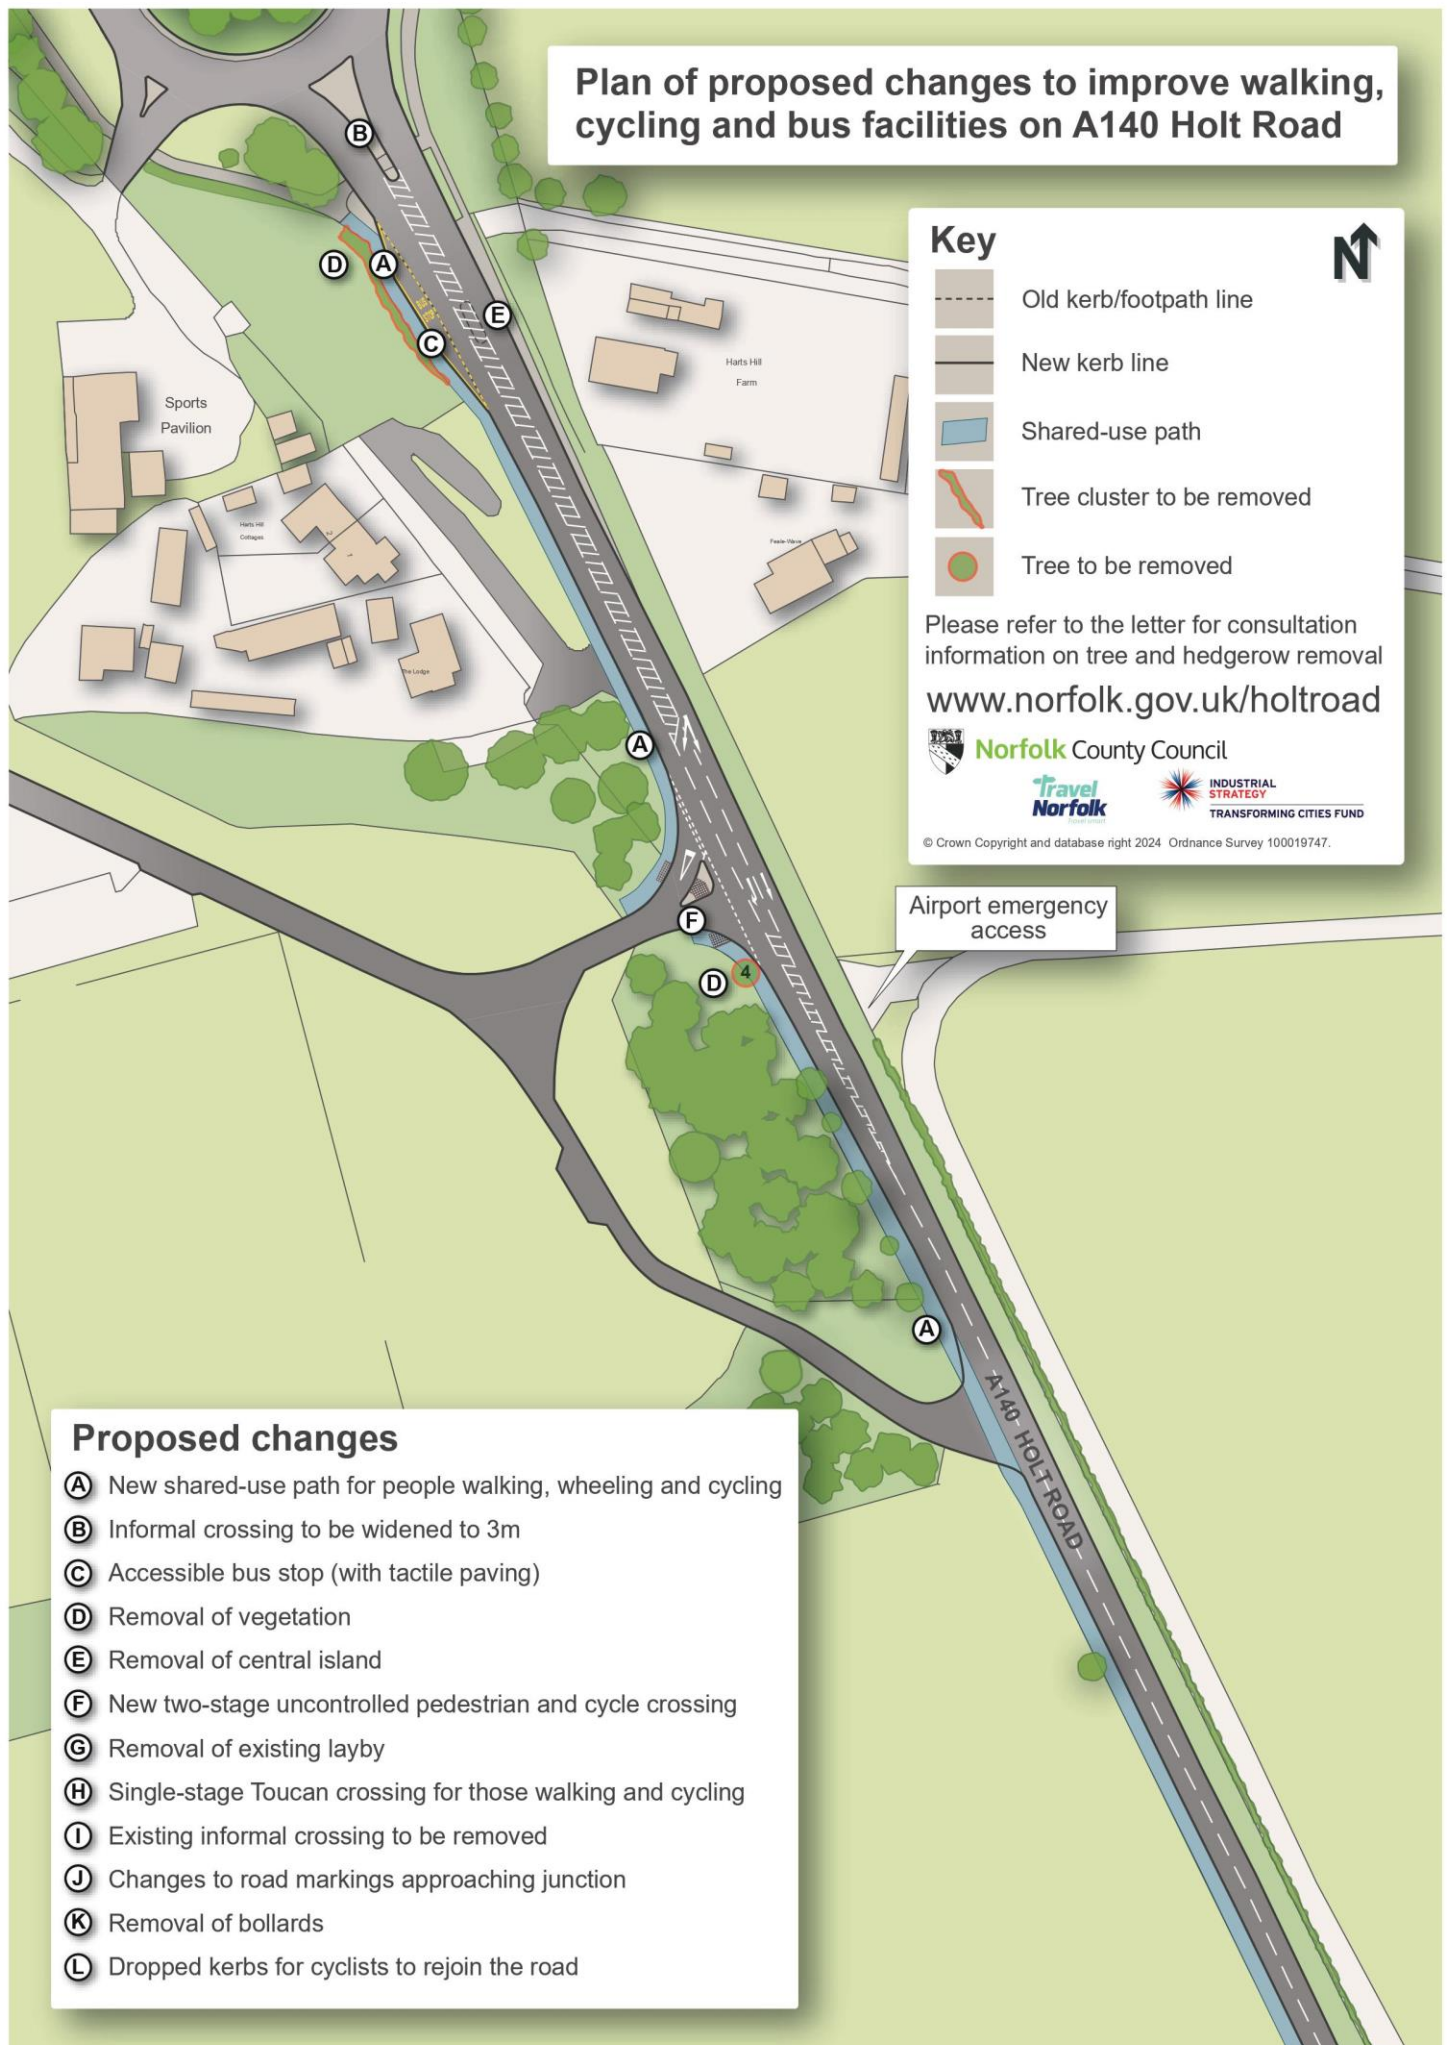 Plan of proposed changes to improve walking,
cycling and bus facilities on A140 Holt Road
B
D
A
E
C
Sports
Pavilion
Harts Hill
Farm
Harts Hill
Cottages
2
1
The Lodge
Key
N
Old kerb/footpath line
New kerb line
Shared-use path
Tree cluster to be removed
Tree to be removed
Please refer to the letter for consultation
information on tree and hedgerow removal
www.norfolk.gov.uk/holtroad
Norfolk County Council
Travel
Norfolk
INDUSTRIAL
STRATEGY
TRANSFORMING CITIES FUND
© Crown Copyright and database right 2024 Ordnance Survey 100019747.
A
F
D
4
Airport emergency
access
A
A140 HOLT ROAD
Proposed changes
A New shared-use path for people walking, wheeling and cycling
B Informal crossing to be widened to 3m
C Accessible bus stop (with tactile paving)
D Removal of vegetation
E Removal of central island
F New two-stage uncontrolled pedestrian and cycle crossing
G Removal of existing layby
H Single-stage Toucan crossing for those walking and cycling
I Existing informal crossing to be removed
J Changes to road markings approaching junction
K Removal of bollards
L Dropped kerbs for cyclists to rejoin the road